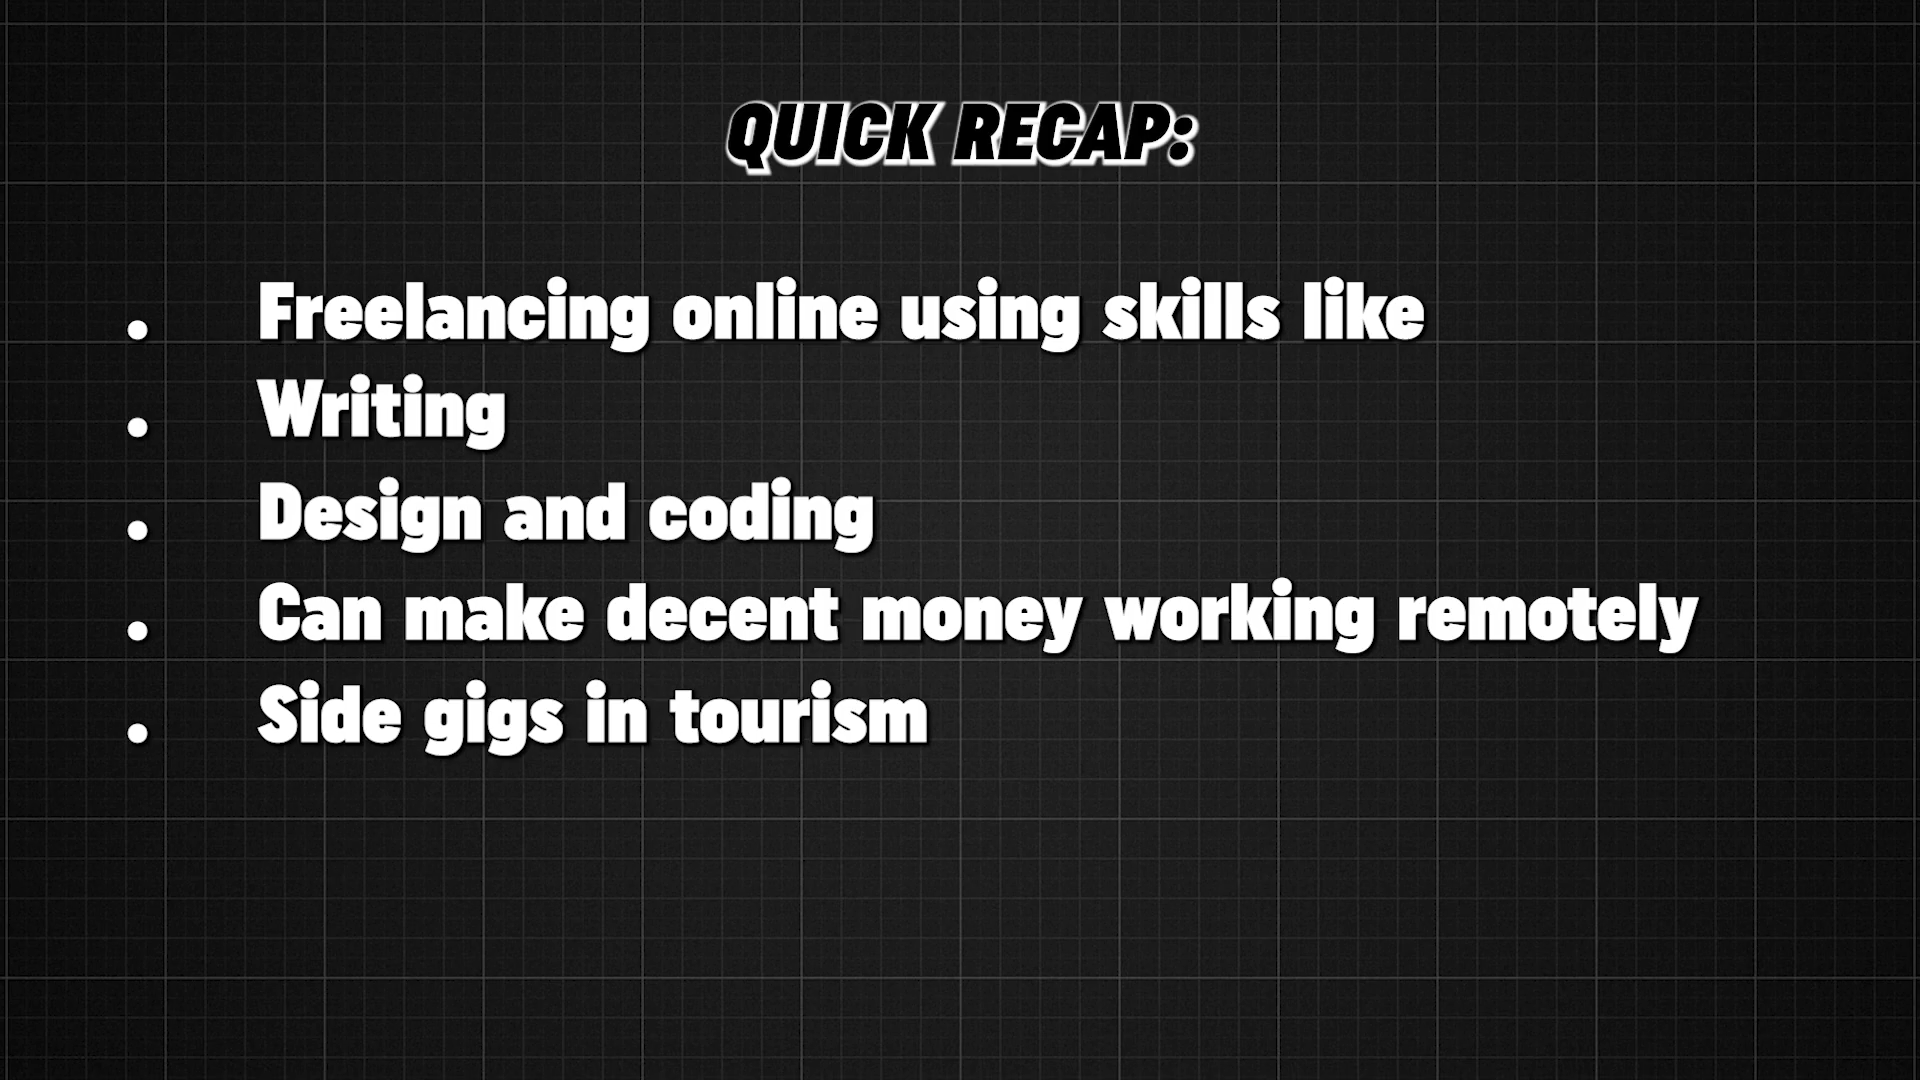 QUICK RECAP:
• Freelancing online using skills like
• Writing
• Design and coding
• Can make decent money working remotely
• Side gigs in tourism